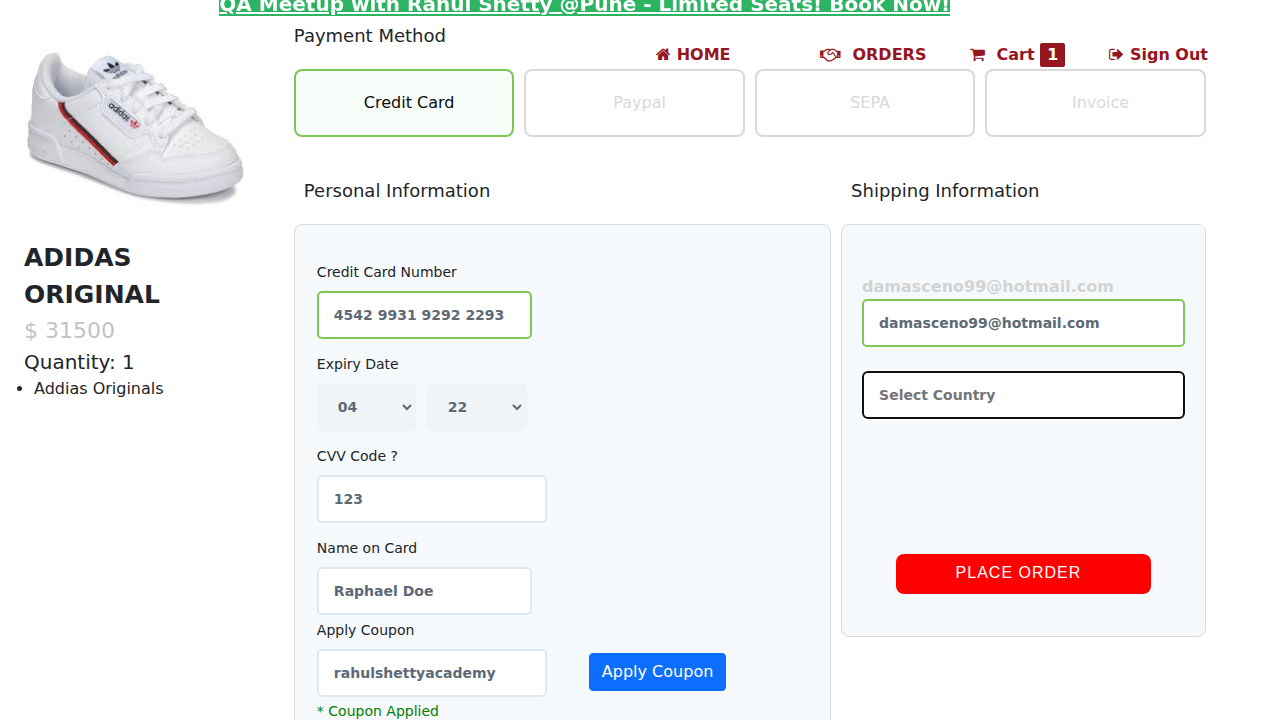 QA Meetup with Rahul Shetty @Pune - Limited Seats! Book Now!
Payment Method
HOME
ORDERS
Cart 1
Sign Out
Credit Card
Paypal
SEPA
Invoice
adidas
ADIDAS
ORIGINAL
$ 31500
Quantity: 1
Addias Originals
Personal Information
Credit Card Number
4542 9931 9292 2293
Expiry Date
04
22
CVV Code ?
123
Name on Card
Raphael Doe
Apply Coupon
rahulshettyacademy
Apply Coupon
* Coupon Applied
Shipping Information
damasceno99@hotmail.com
damasceno99@hotmail.com
Select Country
PLACE ORDER